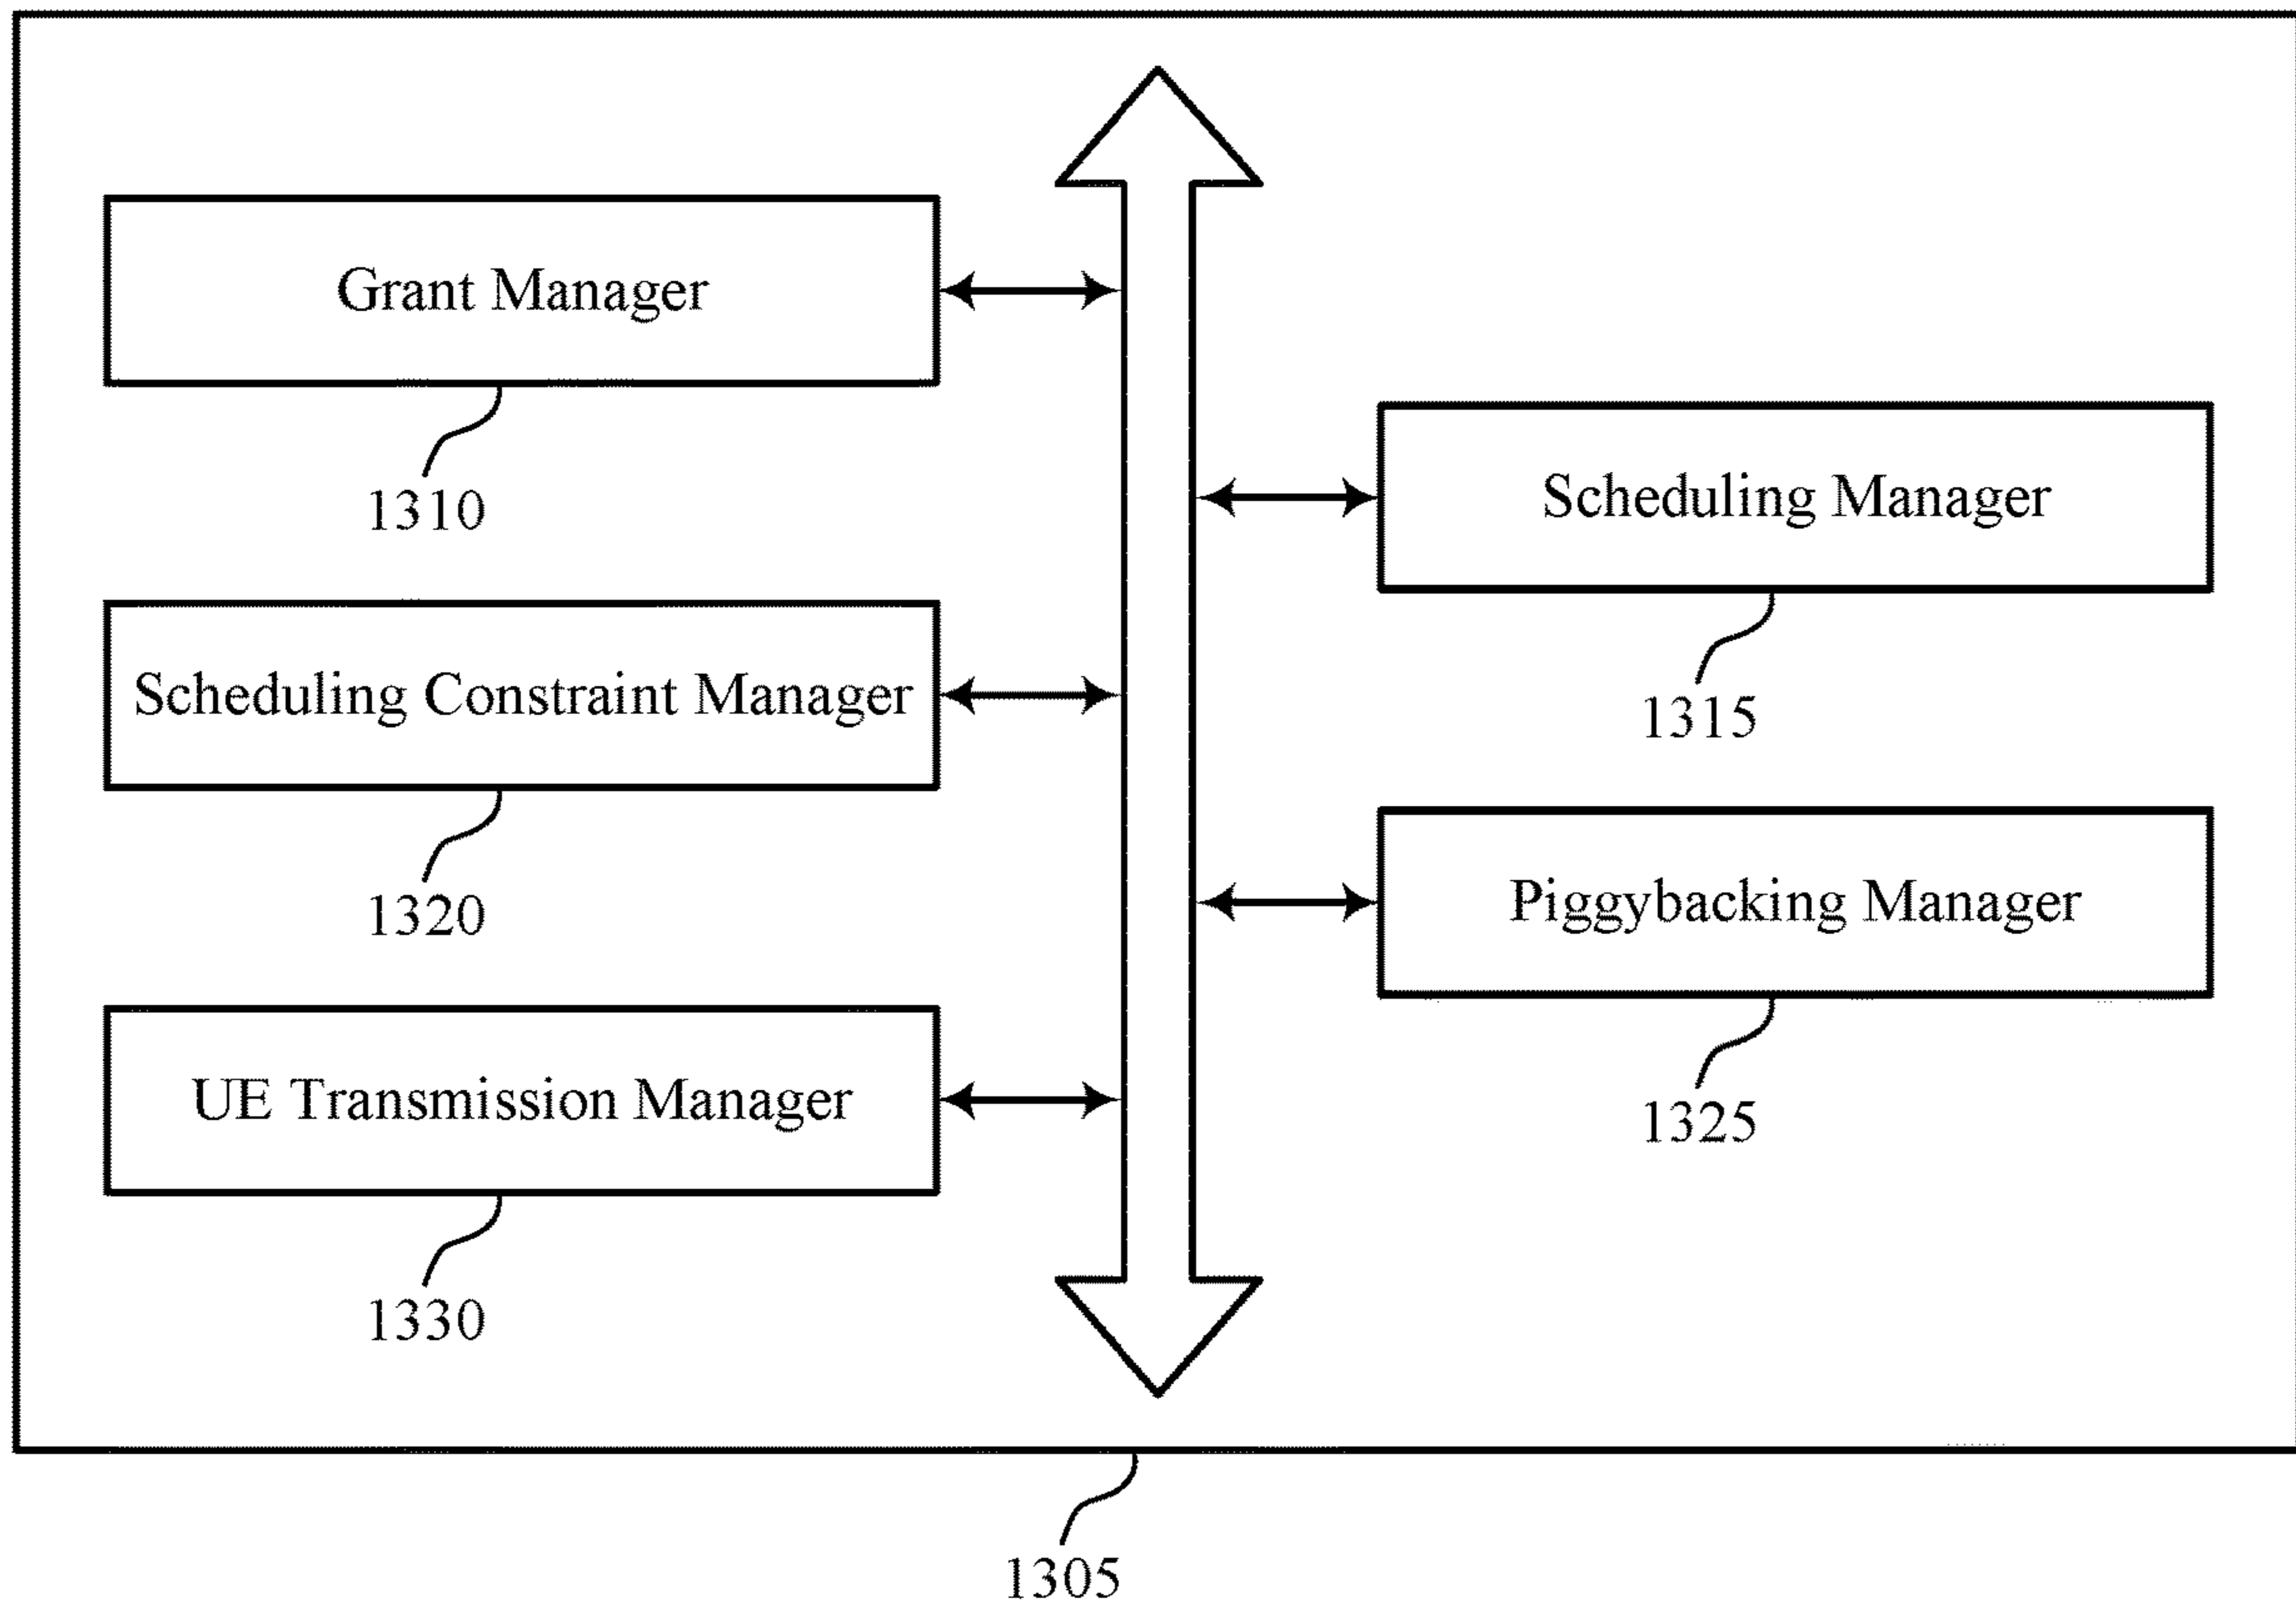 Grant Manager
1310
Scheduling Manager
1315
Scheduling Constraint Manager
1320
Piggybacking Manager
1325
UE Transmission Manager
1330
1305